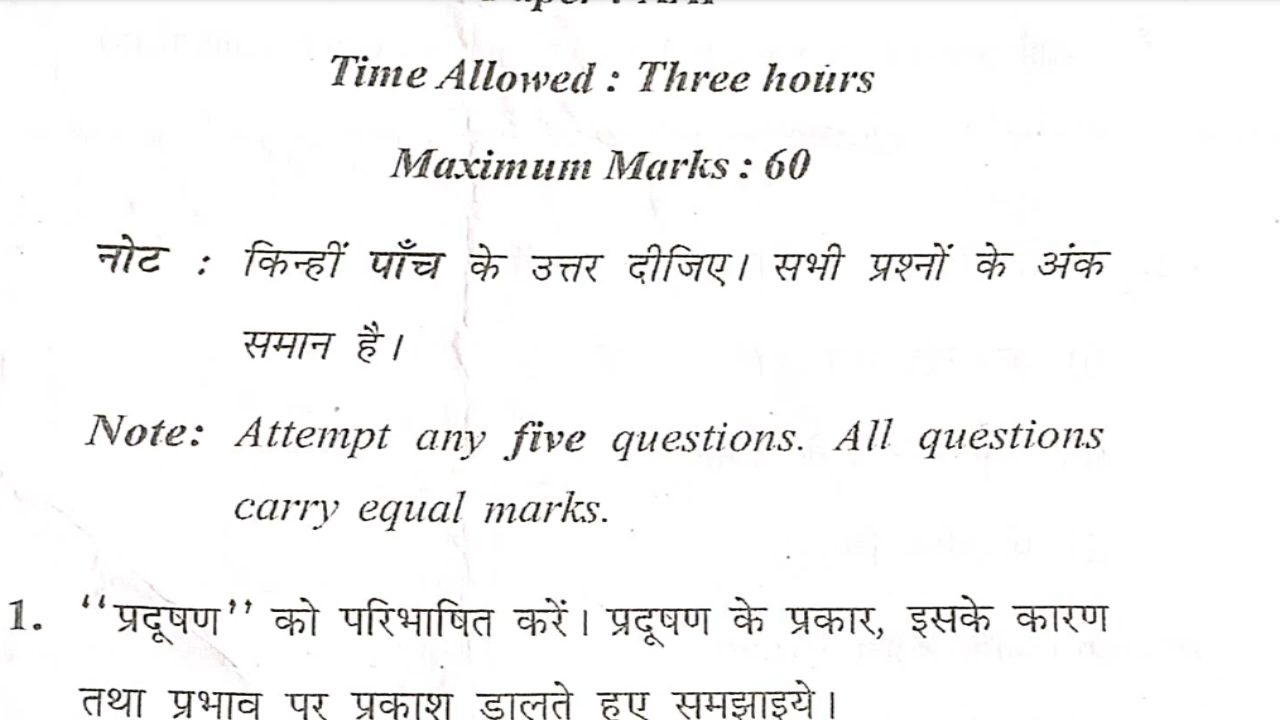 Time Allowed : Three hours
Maximum Marks : 60
नोट : किन्हीं पाँच के उत्तर दीजिए। सभी प्रश्नों के अंक
समान है।
Note: Attempt any five questions. All questions
carry equal marks.
1. “प्रदूषण” को परिभाषित करें। प्रदूषण के प्रकार, इसके कारण
तथा प्रभाव पर प्रकाश डालते हुए समझाइये।